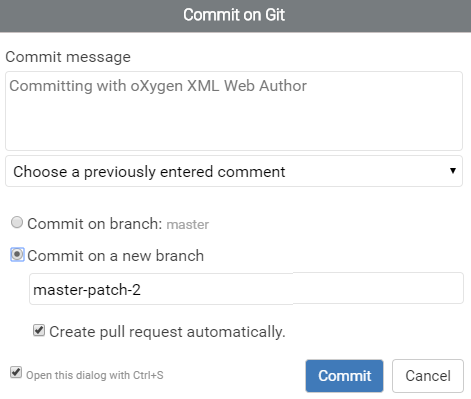 Commit on Git
Commit message
Committing with oXygen XML Web Author
Choose a previously entered comment
Commit on branch: master
Commit on a new branch
master-patch-2
Create pull request automatically.
Open this dialog with Ctrl+S
Commit
Cancel